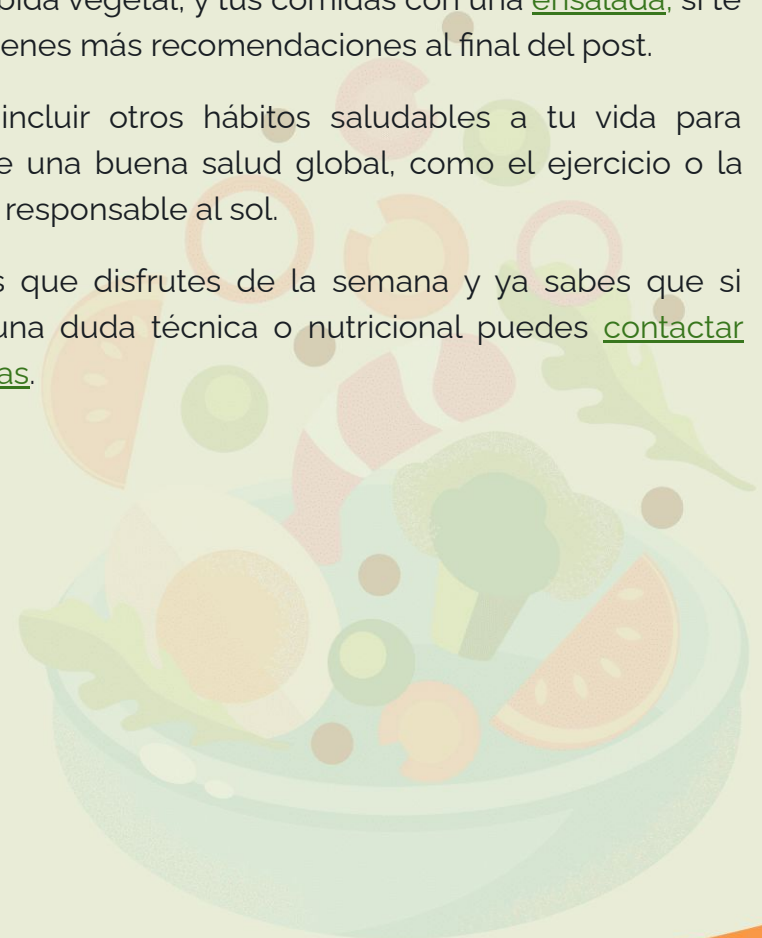 vegetal, y tus comidas con una ensalada, si te
más recomendaciones al final del post.
incluir otros hábitos saludables a tu vida para
una buena salud global, como el ejercicio o la
responsable al sol.
que disfrutes de la semana y ya sabes que si
duda técnica o nutricional puedes contactar